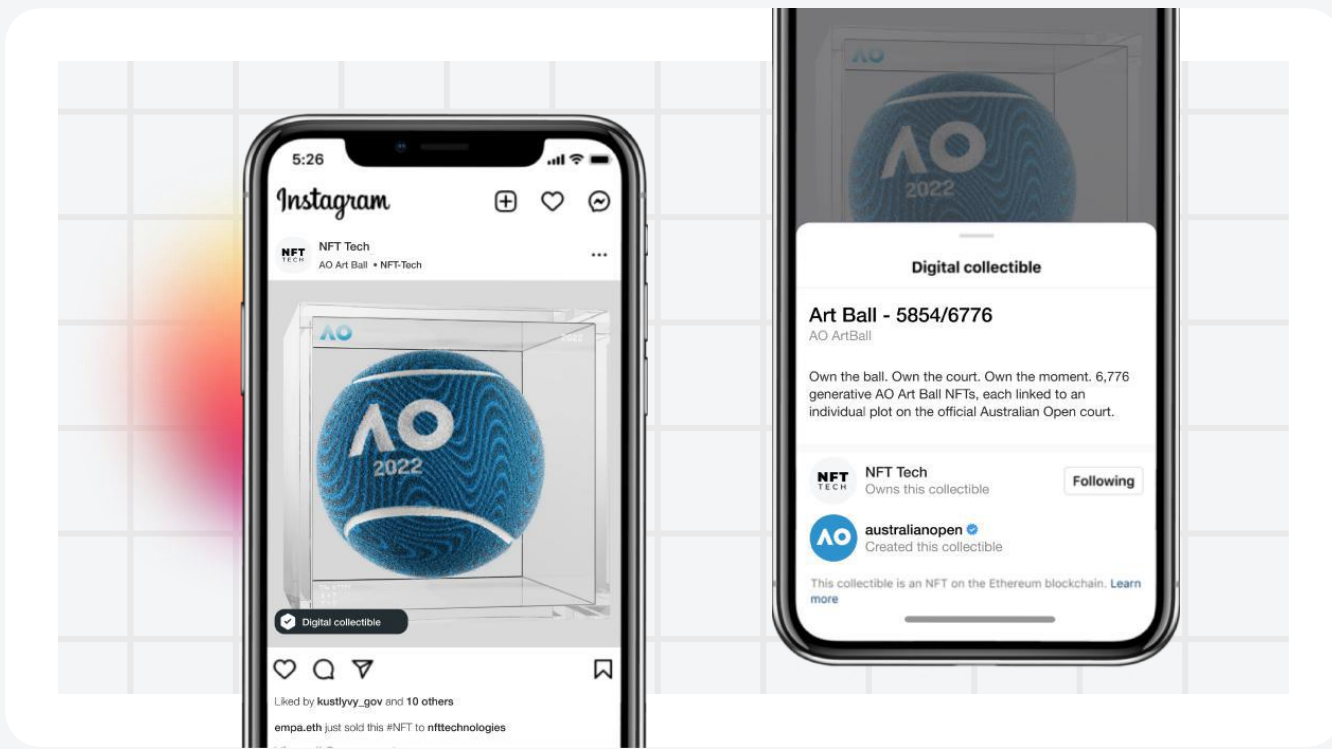 5:26
Instagram
NFT
TECH
NFT Tech
AO Art Ball • NFT-Tech
AO
2022
AO
2022
Digital collectible
Liked by kustlyvy_gov and 10 others
empa.eth just sold this #NFT to nfttechnologies
AO
AO
2022
Digital collectible
Art Ball - 5854/6776
AO ArtBall
Own the ball. Own the court. Own the moment. 6,776
generative AO Art Ball NFTs, each linked to an
individual plot on the official Australian Open court.
NFT
TECH
NFT Tech
Owns this collectible
Following
AO
australianopen
Created this collectible
This collectible is an NFT on the Ethereum blockchain. Learn
more